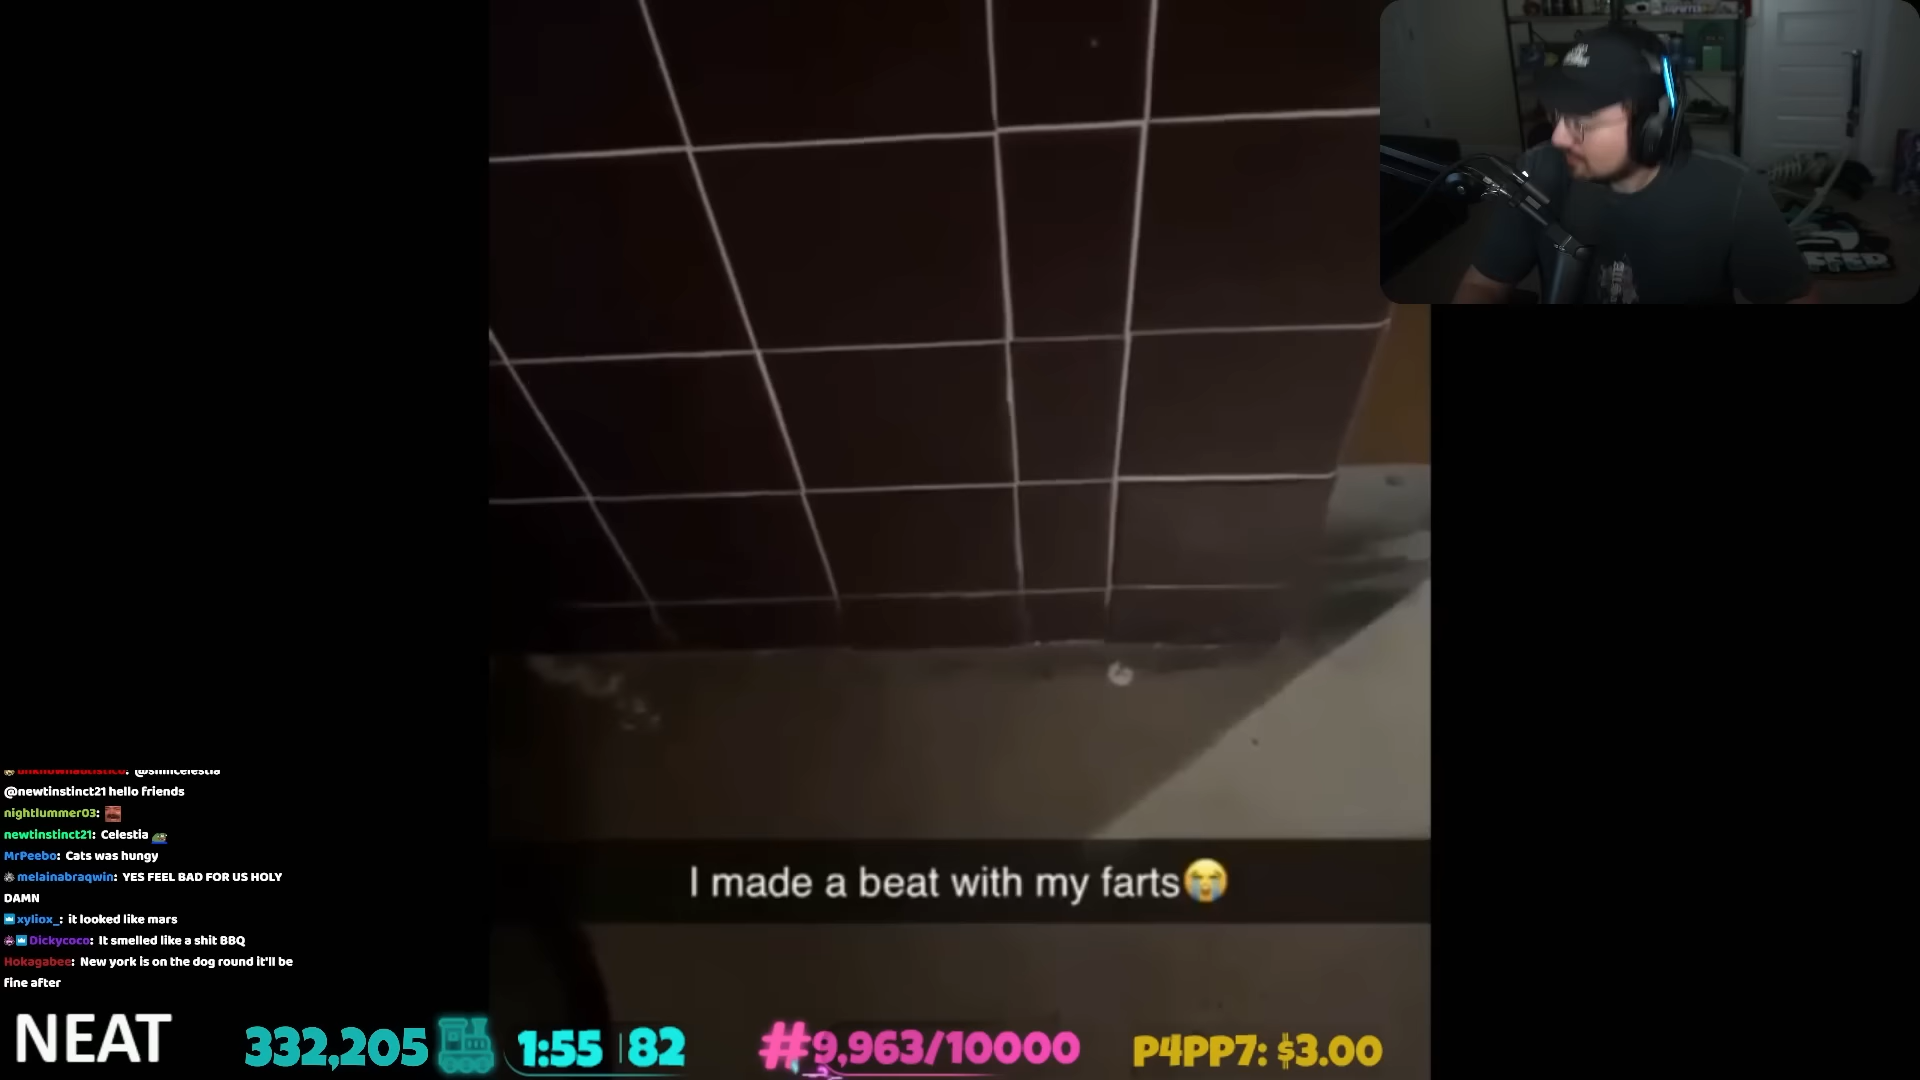 @newtinstinct21 hello friends
nightlummer03:
newtinstinct21: Celestia
MrPeebo: Cats was hungy
melainabraqwin: YES FEEL BAD FOR US HOLY
DAMN
xyliox_: it looked like mars
Dickycoco: It smelled like a shit BBQ
Hokagabee: New york is on the dog round it'll be
fine after
I made a beat with my farts😭
NEAT
332,205
1:55 | 82
#9,963/10000
P4PP7: $3.00